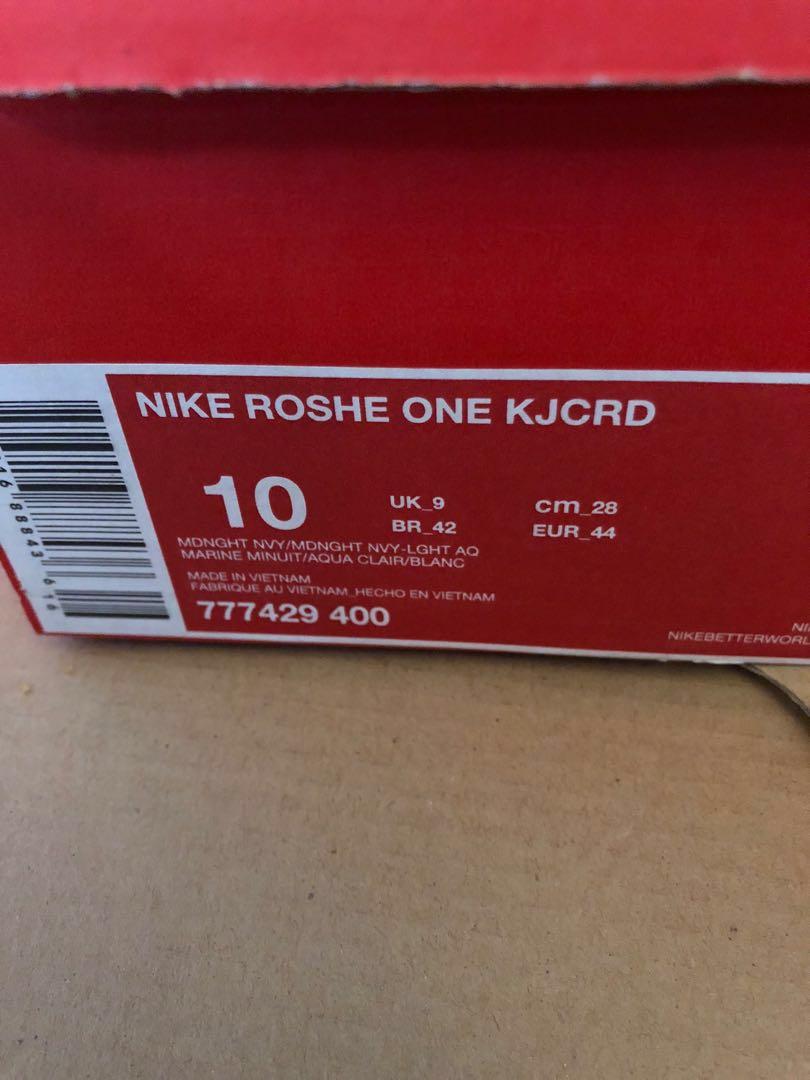 NIKE ROSHE ONE KJCRD
10
UK_9 cm_28
BR_42 EUR_44
MDNGHT NVY/MDNGHT NVY-LGHT AQ
MARINE MINUIT/AQUA CLAIR/BLANC
MADE IN VIETNAM
FABRIQUE AU VIETNAM_HECHO EN VIETNAM
777429 400
NI
NIKEBETTERWORL